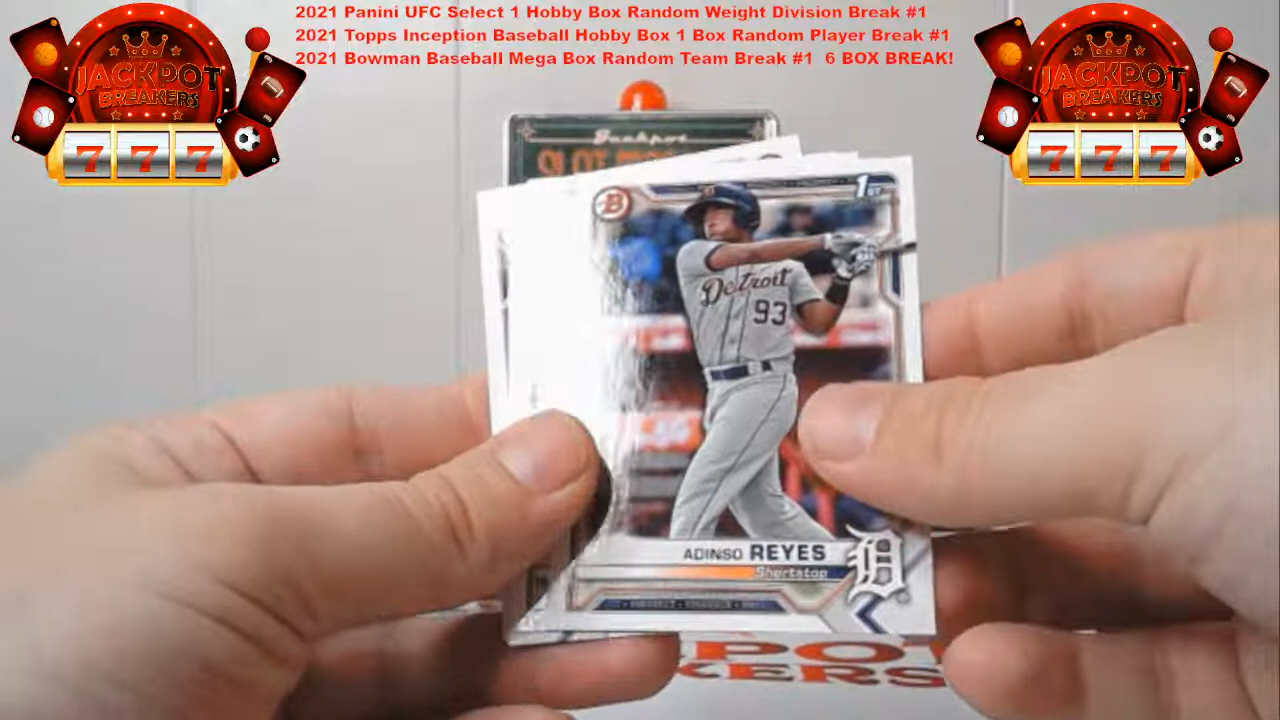 2021 Panini UFC Select 1 Hobby Box Random Weight Division Break #1
2021 Topps Inception Baseball Hobby Box 1 Box Random Player Break #1
2021 Bowman Baseball Mega Box Random Team Break #1 6 BOX BREAK!
JACKPOT
BREAKERS
777
JACKPOT
BREAKERS
777
Jackpot
SLOT
B
1ST
Detroit
93
ADINSO REYES
Shortstop
D